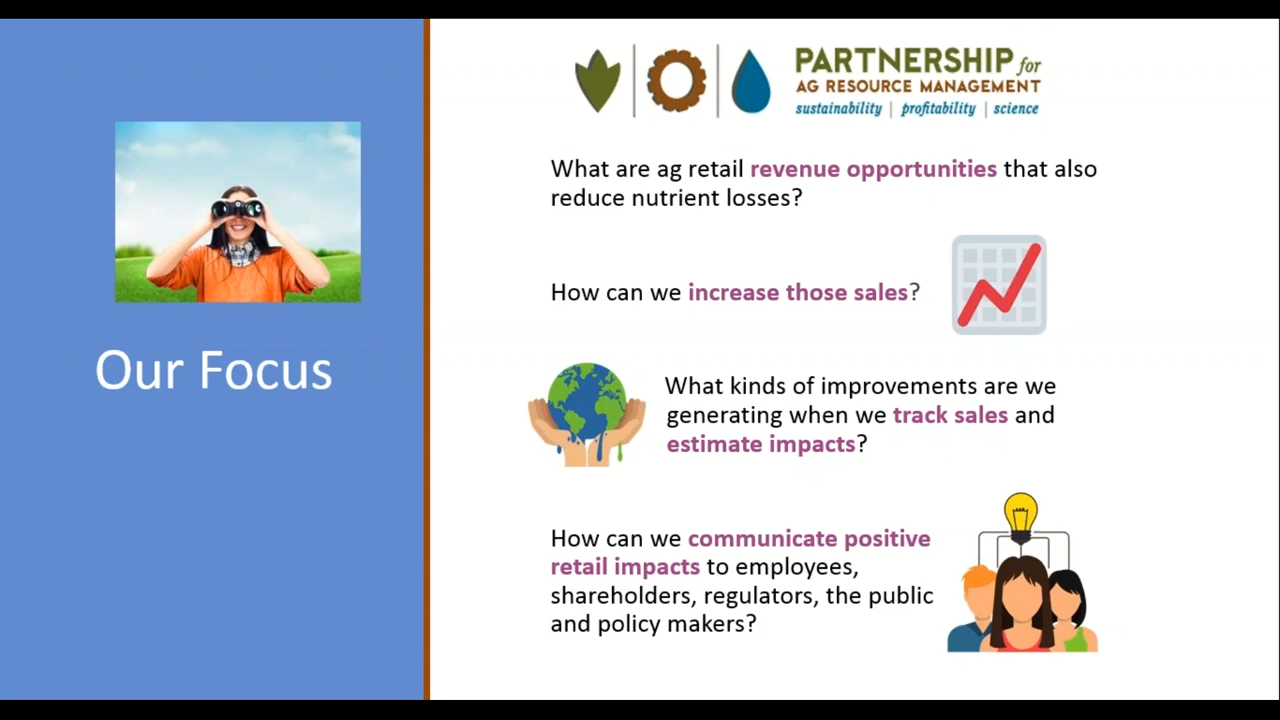 Our Focus
PARTNERSHIP for
AG RESOURCE MANAGEMENT
sustainability | profitability | science
What are ag retail revenue opportunities that also
reduce nutrient losses?
How can we increase those sales?
What kinds of improvements are we
generating when we track sales and
estimate impacts?
How can we communicate positive
retail impacts to employees,
shareholders, regulators, the public
and policy makers?